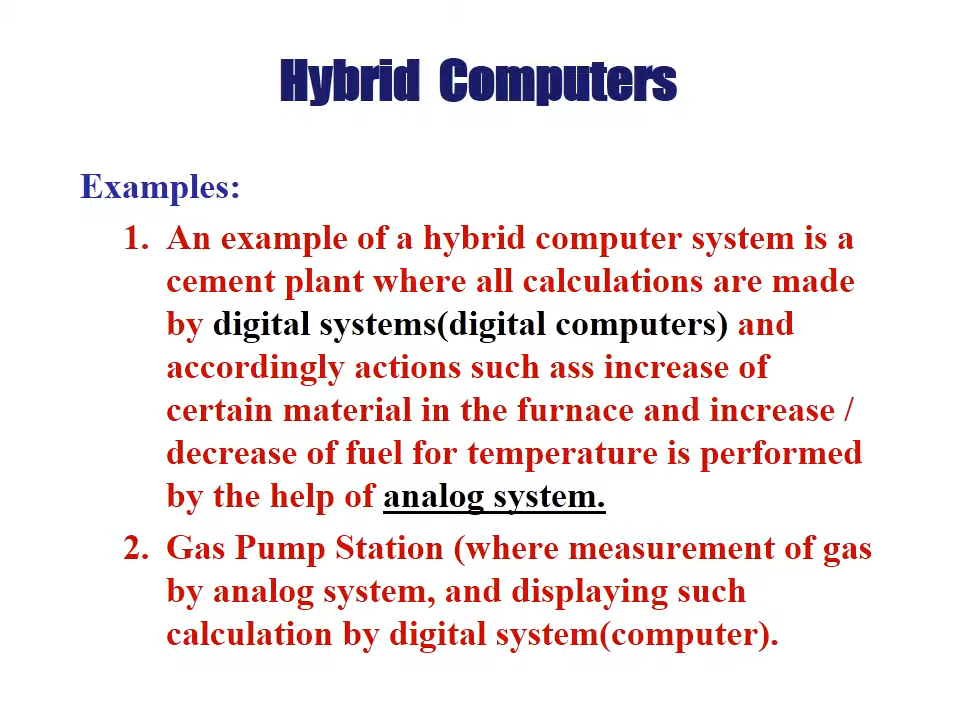 Hybrid Computers
Examples:
1. An example of a hybrid computer system is a
cement plant where all calculations are made
by digital systems(digital computers) and
accordingly actions such ass increase of
certain material in the furnace and increase /
decrease of fuel for temperature is performed
by the help of analog system.
2. Gas Pump Station (where measurement of gas
by analog system, and displaying such
calculation by digital system(computer).